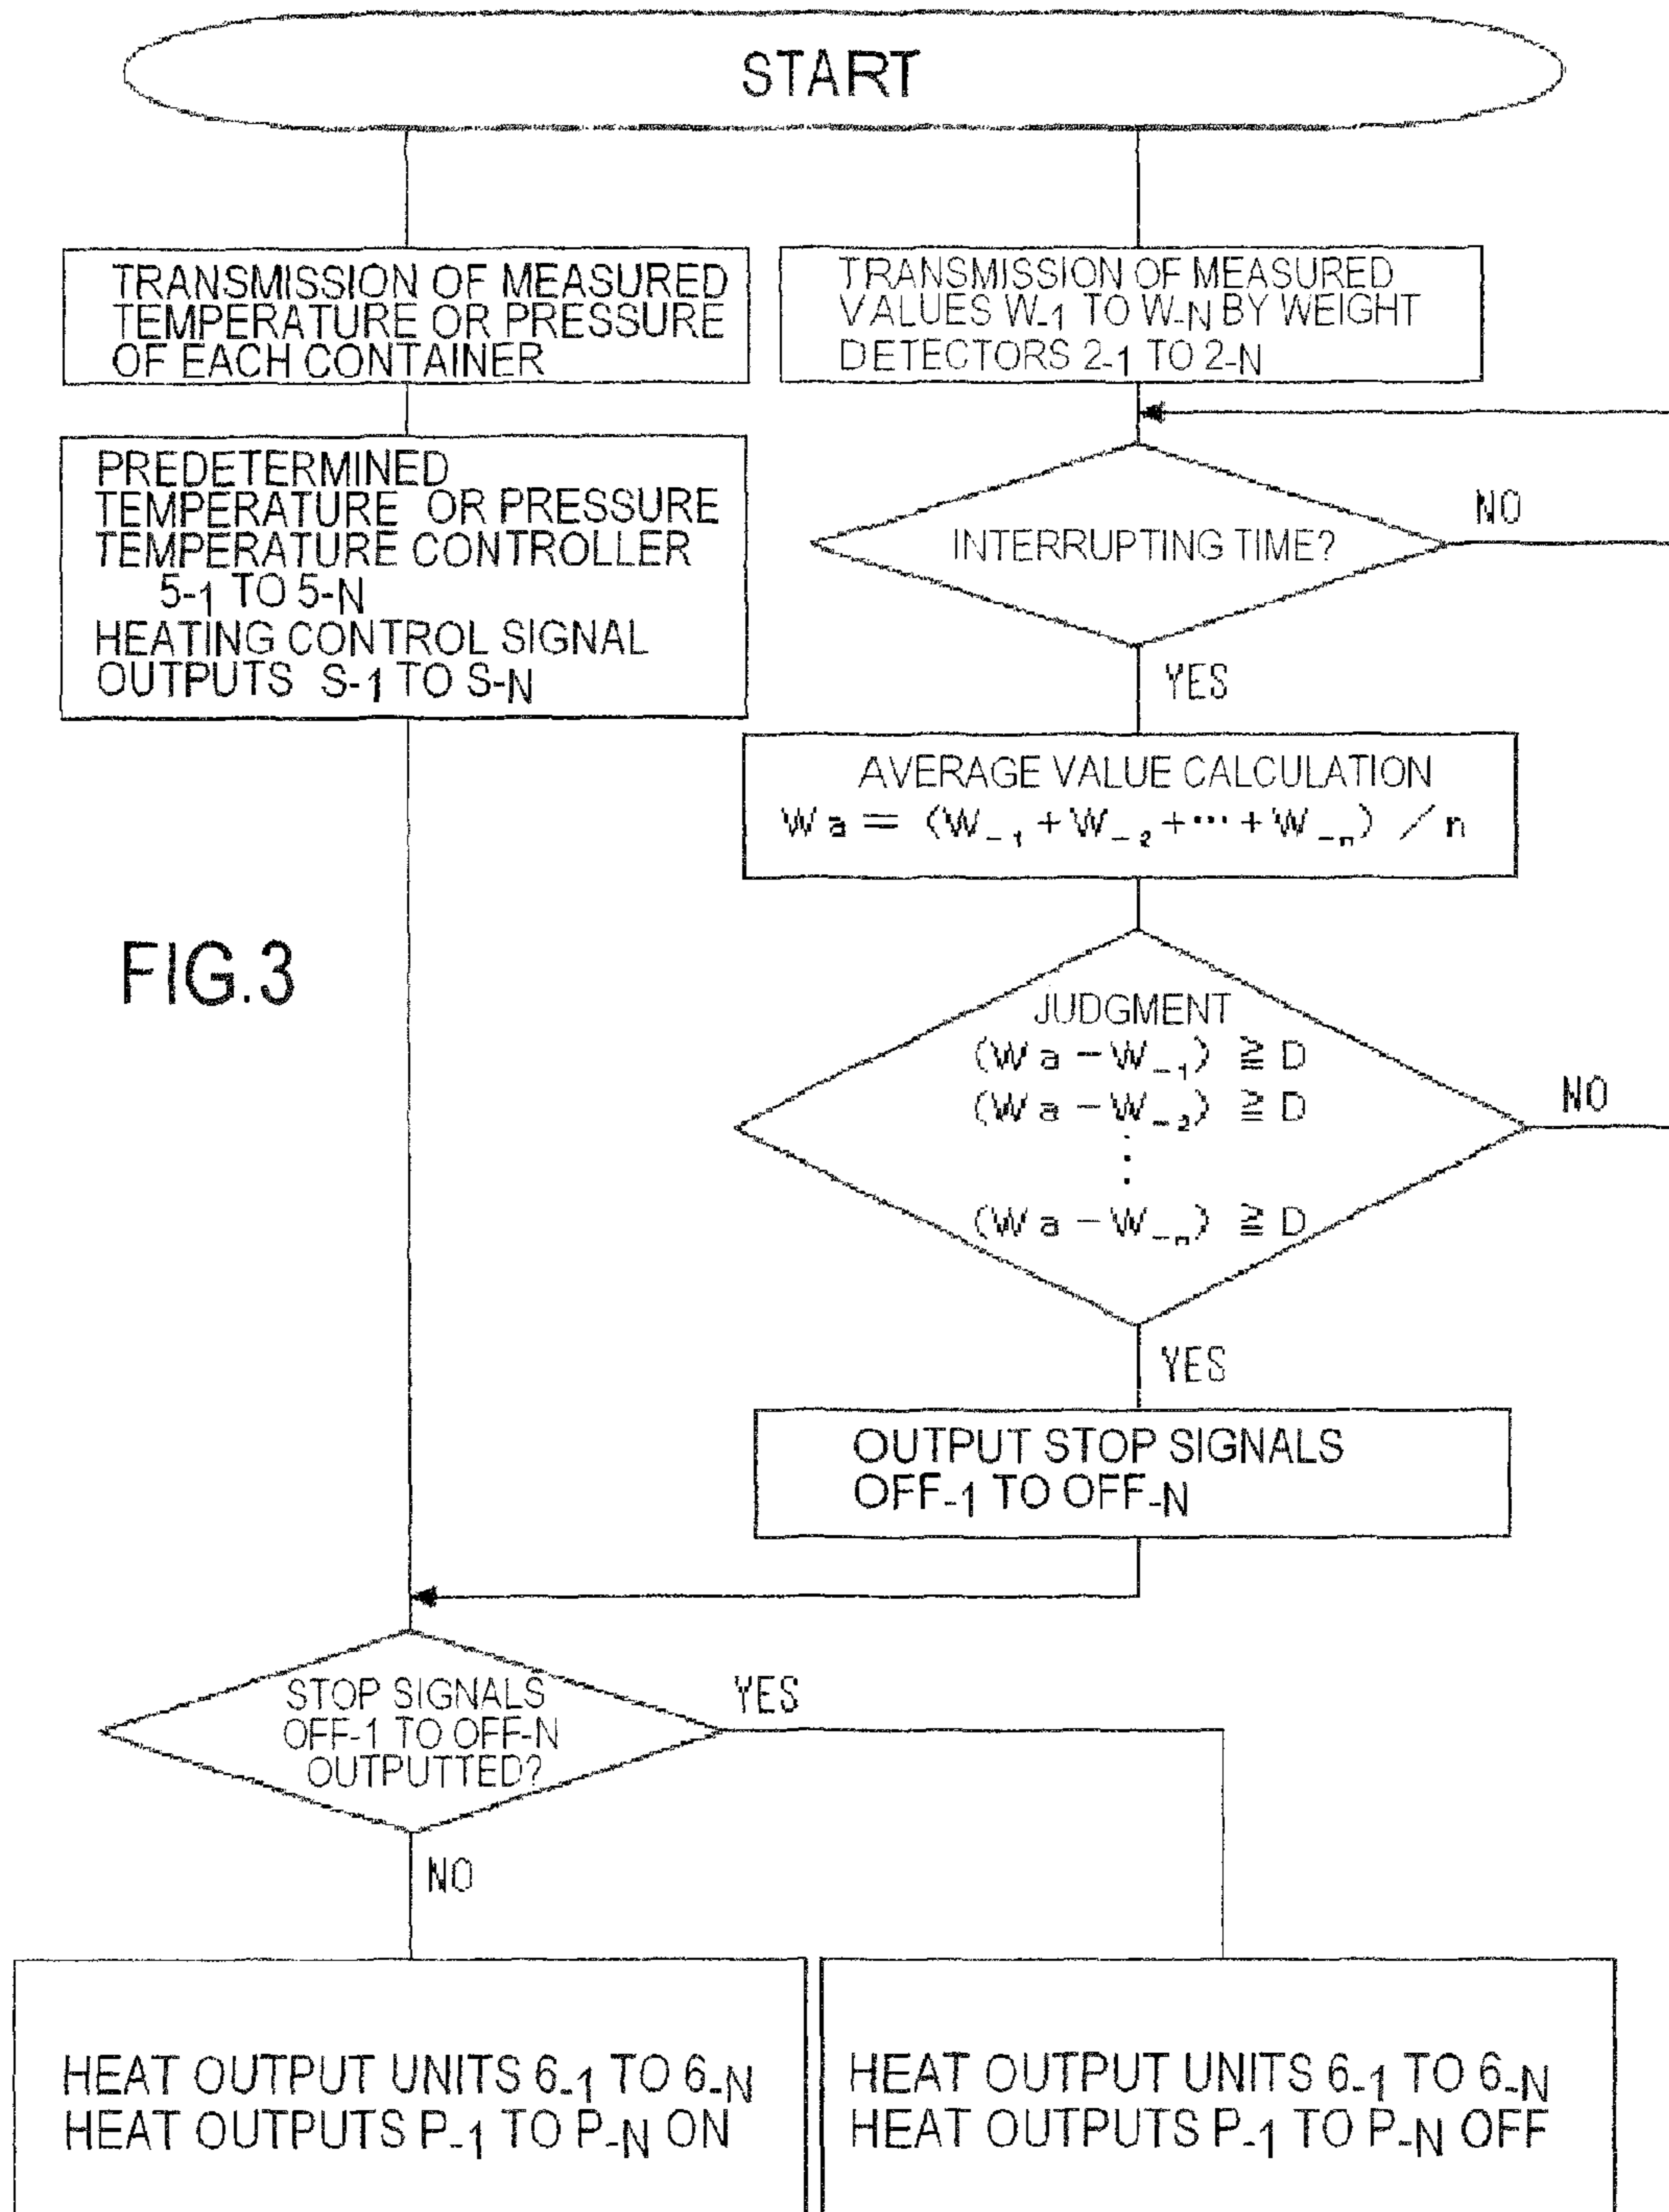 START
TRANSMISSION OF MEASURED
TEMPERATURE OR PRESSURE
OF EACH CONTAINER
TRANSMISSION OF MEASURED
VALUES W-1 TO W-N BY WEIGHT
DETECTORS 2-1 TO 2-N
PREDETERMINED
TEMPERATURE OR PRESSURE
TEMPERATURE CONTROLLER
5-1 TO 5-N
HEATING CONTROL SIGNAL
OUTPUTS S-1 TO S-N
INTERRUPTING TIME?
NO
YES
AVERAGE VALUE CALCULATION
Wa = (W-1 + W-2 + ··· + W-n) / n
FIG.3
JUDGMENT
(Wa - W-1) ≧ D
(Wa - W-2) ≧ D
⋮
(Wa - W-n) ≧ D
NO
YES
OUTPUT STOP SIGNALS
OFF-1 TO OFF-N
STOP SIGNALS
OFF-1 TO OFF-N
OUTPUTTED?
YES
NO
HEAT OUTPUT UNITS 6-1 TO 6-N
HEAT OUTPUTS P-1 TO P-N ON
HEAT OUTPUT UNITS 6-1 TO 6-N
HEAT OUTPUTS P-1 TO P-N OFF